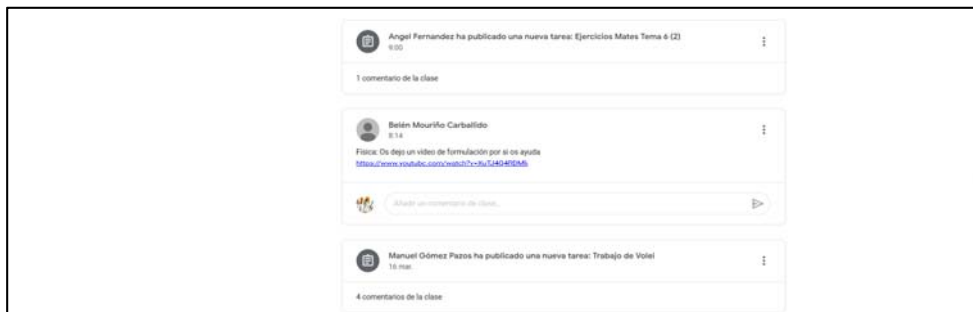 Angel Fernandez ha publicado una nueva tarea: Ejercicios Mates Tema 6 (2)
9:00
1 comentario de la clase
Belén Mouriño Carballido
8:14
Física: Os dejo un vídeo de formulación por si os ayuda
Añadir un comentario de clase...
Manuel Gómez Pazos ha publicado una nueva tarea: Trabajo de Volei
16 mar.
4 comentarios de la clase